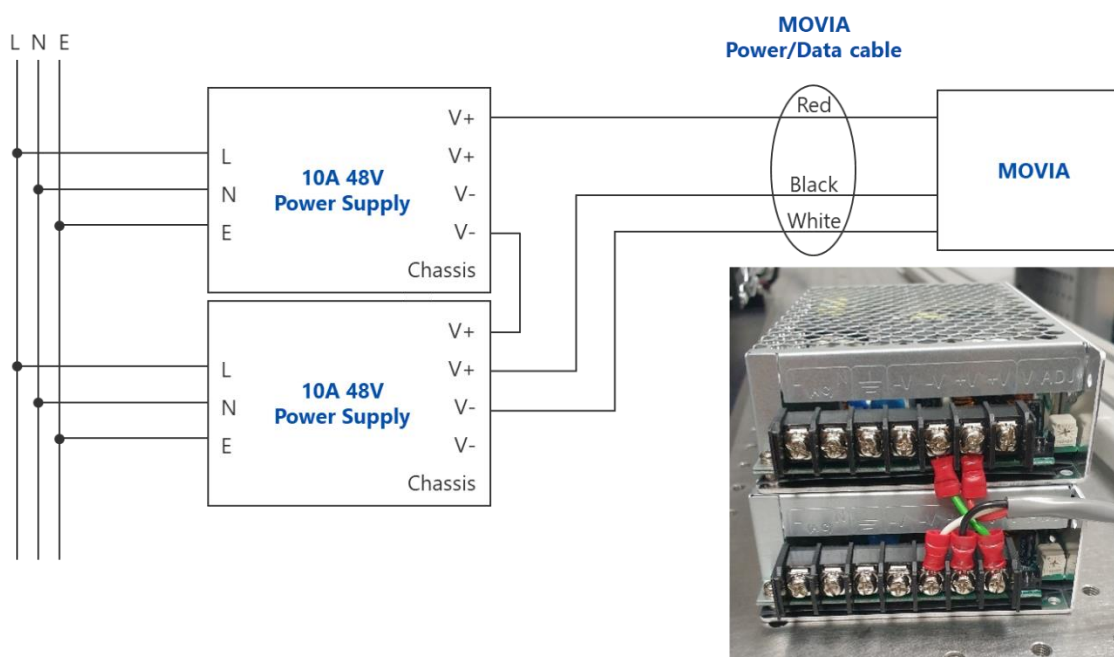 MOVIA
Power/Data cable
L N E
V+
Red
L
V+
10A 48V
Power Supply
MOVIA
N
V-
Black
E
V-
White
Chassis
V+
L
V+
10A 48V
Power Supply
N
V-
E
V-
Chassis
-V -V +V +V V ADJ